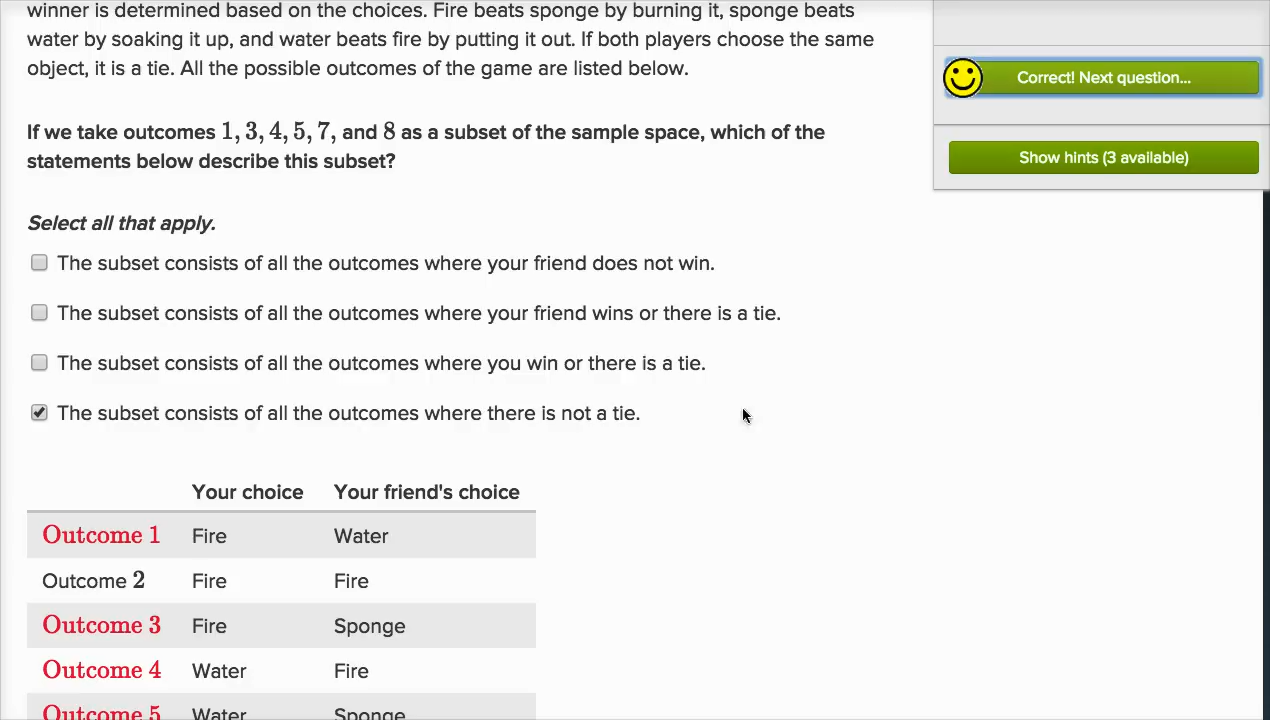 winner is determined based on the choices. Fire beats sponge by burning it, sponge beats
water by soaking it up, and water beats fire by putting it out. If both players choose the same
object, it is a tie. All the possible outcomes of the game are listed below.
If we take outcomes 1, 3, 4, 5, 7, and 8 as a subset of the sample space, which of the
statements below describe this subset?
Select all that apply.
The subset consists of all the outcomes where your friend does not win.
The subset consists of all the outcomes where your friend wins or there is a tie.
The subset consists of all the outcomes where you win or there is a tie.
The subset consists of all the outcomes where there is not a tie.
Your choice Your friend's choice
Outcome 1 Fire Water
Outcome 2 Fire Fire
Outcome 3 Fire Sponge
Outcome 4 Water Fire
Outcome 5 Water Sponge
Correct! Next question...
Show hints (3 available)